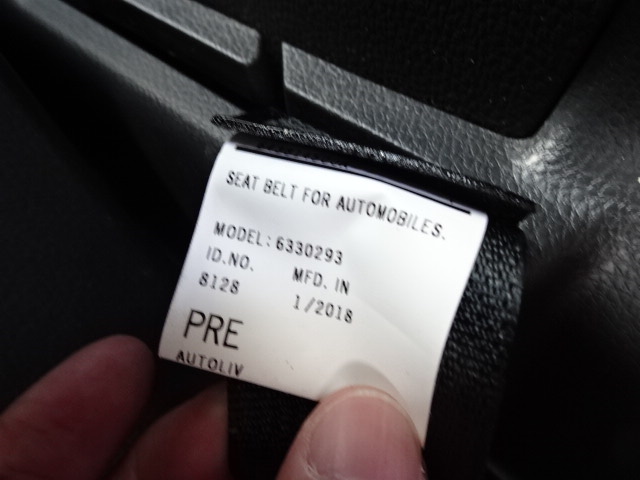 SEAT BELT FOR AUTOMOBILES.
MODEL: 6330293
ID.NO. MFD. IN
8128 1/2018
PRE
AUTOLIV